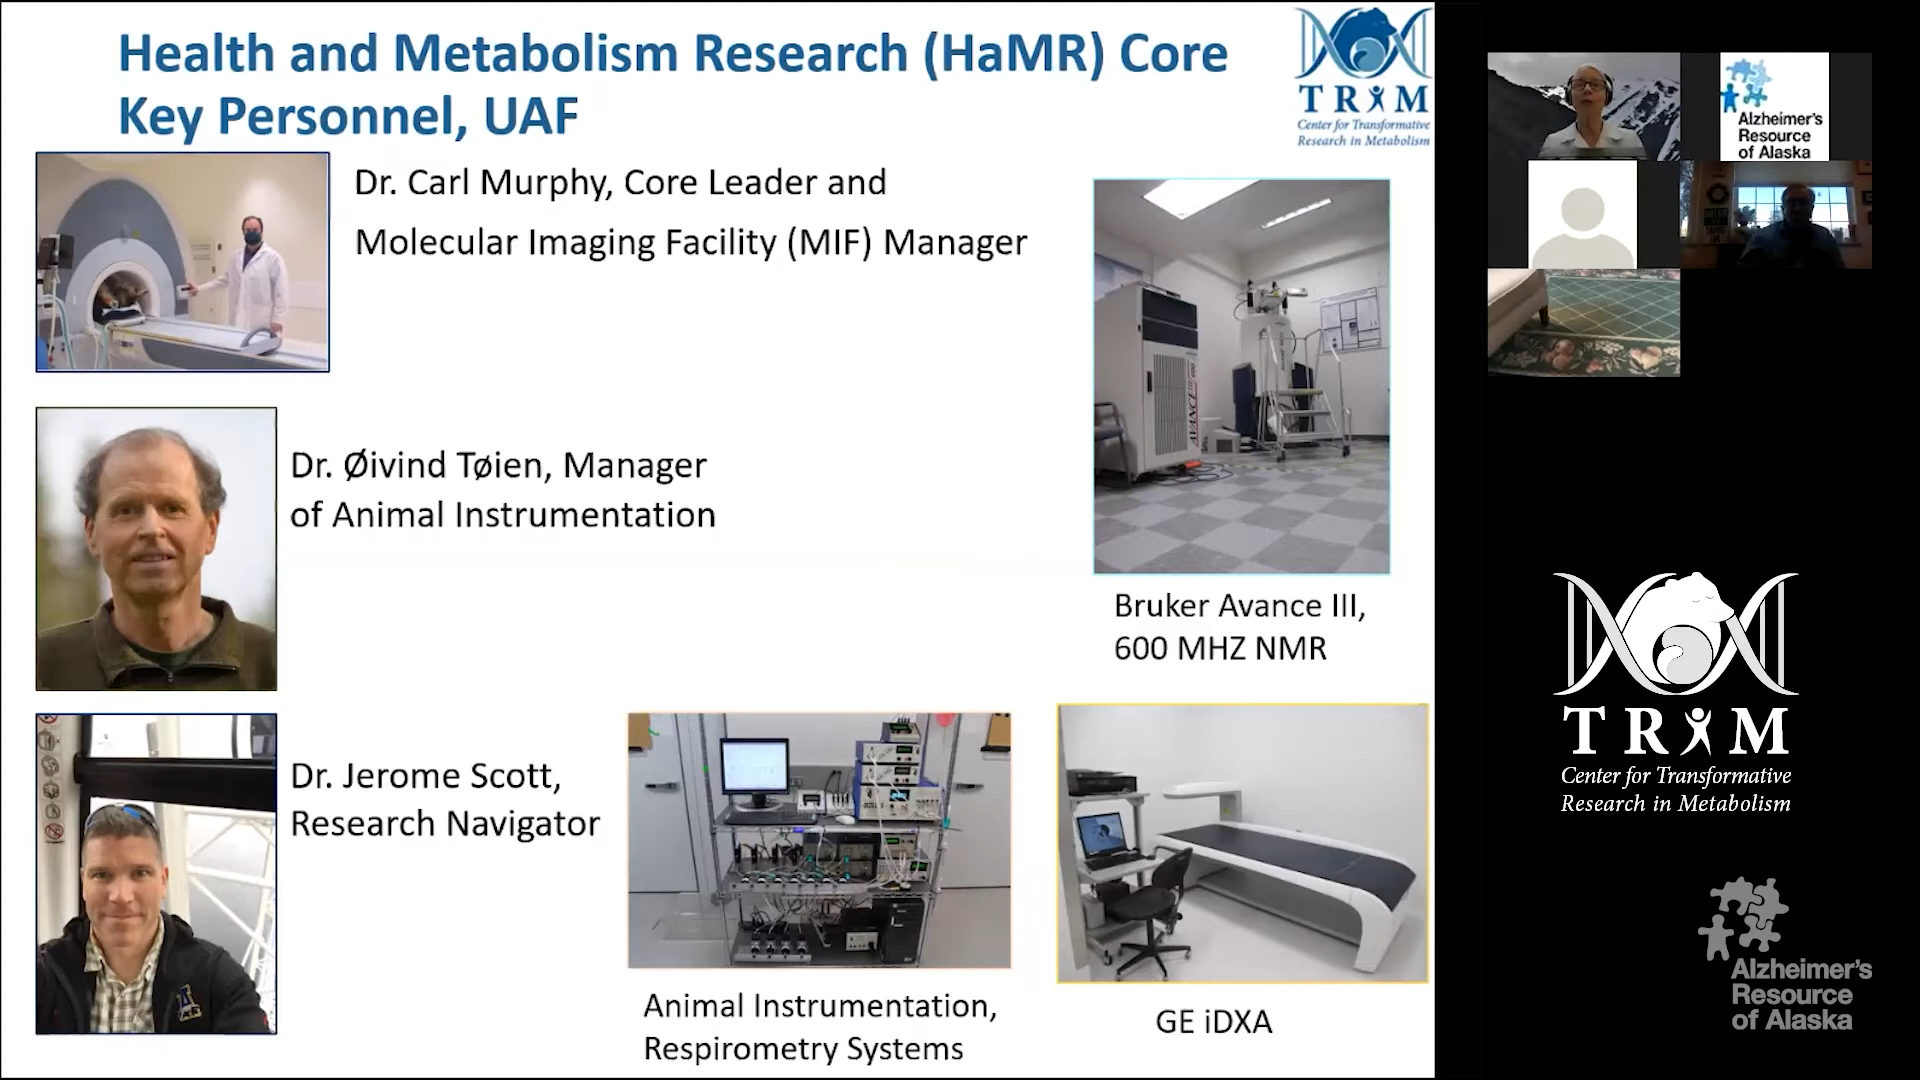 Health and Metabolism Research (HaMR) Core
Key Personnel, UAF
TRiM
Center for Transformative
Research in Metabolism
Dr. Carl Murphy, Core Leader and
Molecular Imaging Facility (MIF) Manager
Dr. Øivind Tøien, Manager
of Animal Instrumentation
AVANCE III 600
Bruker Avance III,
600 MHZ NMR
Dr. Jerome Scott,
Research Navigator
Animal Instrumentation,
Respirometry Systems
GE iDXA
Alzheimer's
Resource
of Alaska
TRiM
Center for Transformative
Research in Metabolism
Alzheimer's
Resource
of Alaska